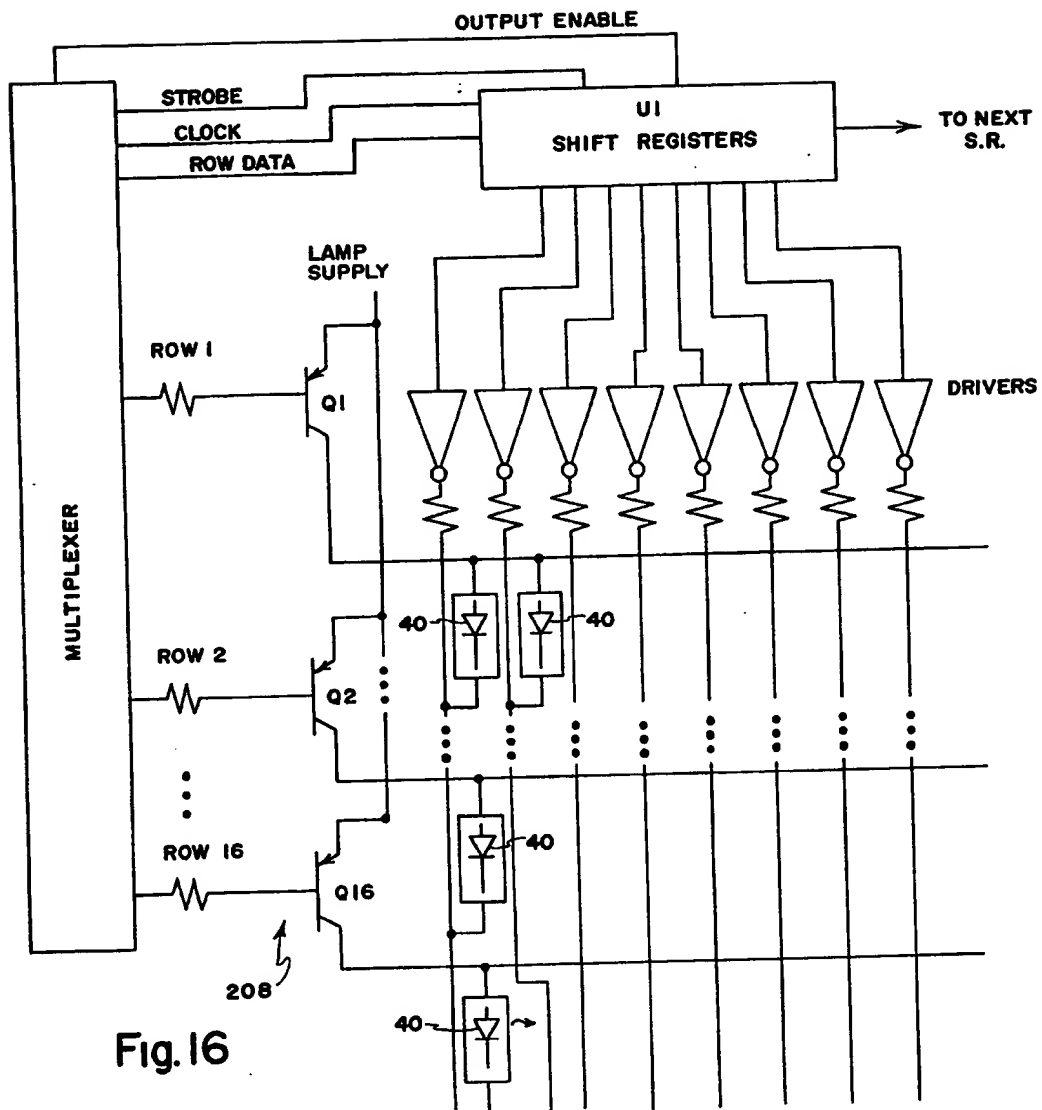 OUTPUT ENABLE
STROBE
CLOCK
ROW DATA
U1
SHIFT REGISTERS
TO NEXT
S.R.
LAMP
SUPPLY
ROW 1
Q1
DRIVERS
MULTIPLEXER
40
40
ROW 2
Q2
40
ROW 16
Q16
208
40
Fig. 16